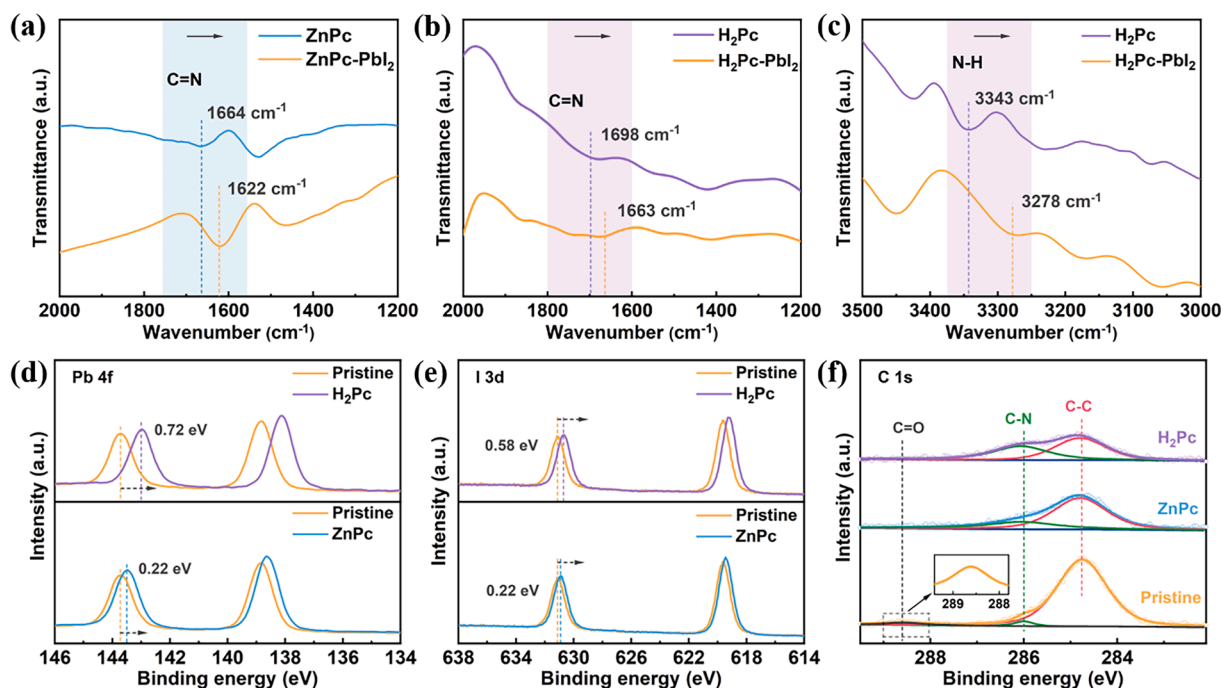 (a)
ZnPc
ZnPc-PbI₂
C=N
1664 cm⁻¹
1622 cm⁻¹
Transmittance (a.u.)
2000 1800 1600 1400 1200
Wavenumber (cm⁻¹)
(b)
H₂Pc
H₂Pc-PbI₂
C=N
1698 cm⁻¹
1663 cm⁻¹
Transmittance (a.u.)
2000 1800 1600 1400 1200
Wavenumber (cm⁻¹)
(c)
H₂Pc
H₂Pc-PbI₂
N-H
3343 cm⁻¹
3278 cm⁻¹
Transmittance (a.u.)
3500 3400 3300 3200 3100 3000
Wavenumber (cm⁻¹)
(d)
Pb 4f
Pristine
H₂Pc
0.72 eV
Pristine
ZnPc
0.22 eV
Intensity (a.u.)
146 144 142 140 138 136 134
Binding energy (eV)
(e)
I 3d
Pristine
H₂Pc
0.58 eV
Pristine
ZnPc
0.22 eV
Intensity (a.u.)
638 634 630 626 622 618 614
Binding energy (eV)
(f)
C 1s
C=O
C-N
C-C
H₂Pc
ZnPc
Pristine
289 288
Intensity (a.u.)
288 286 284
Binding energy (eV)